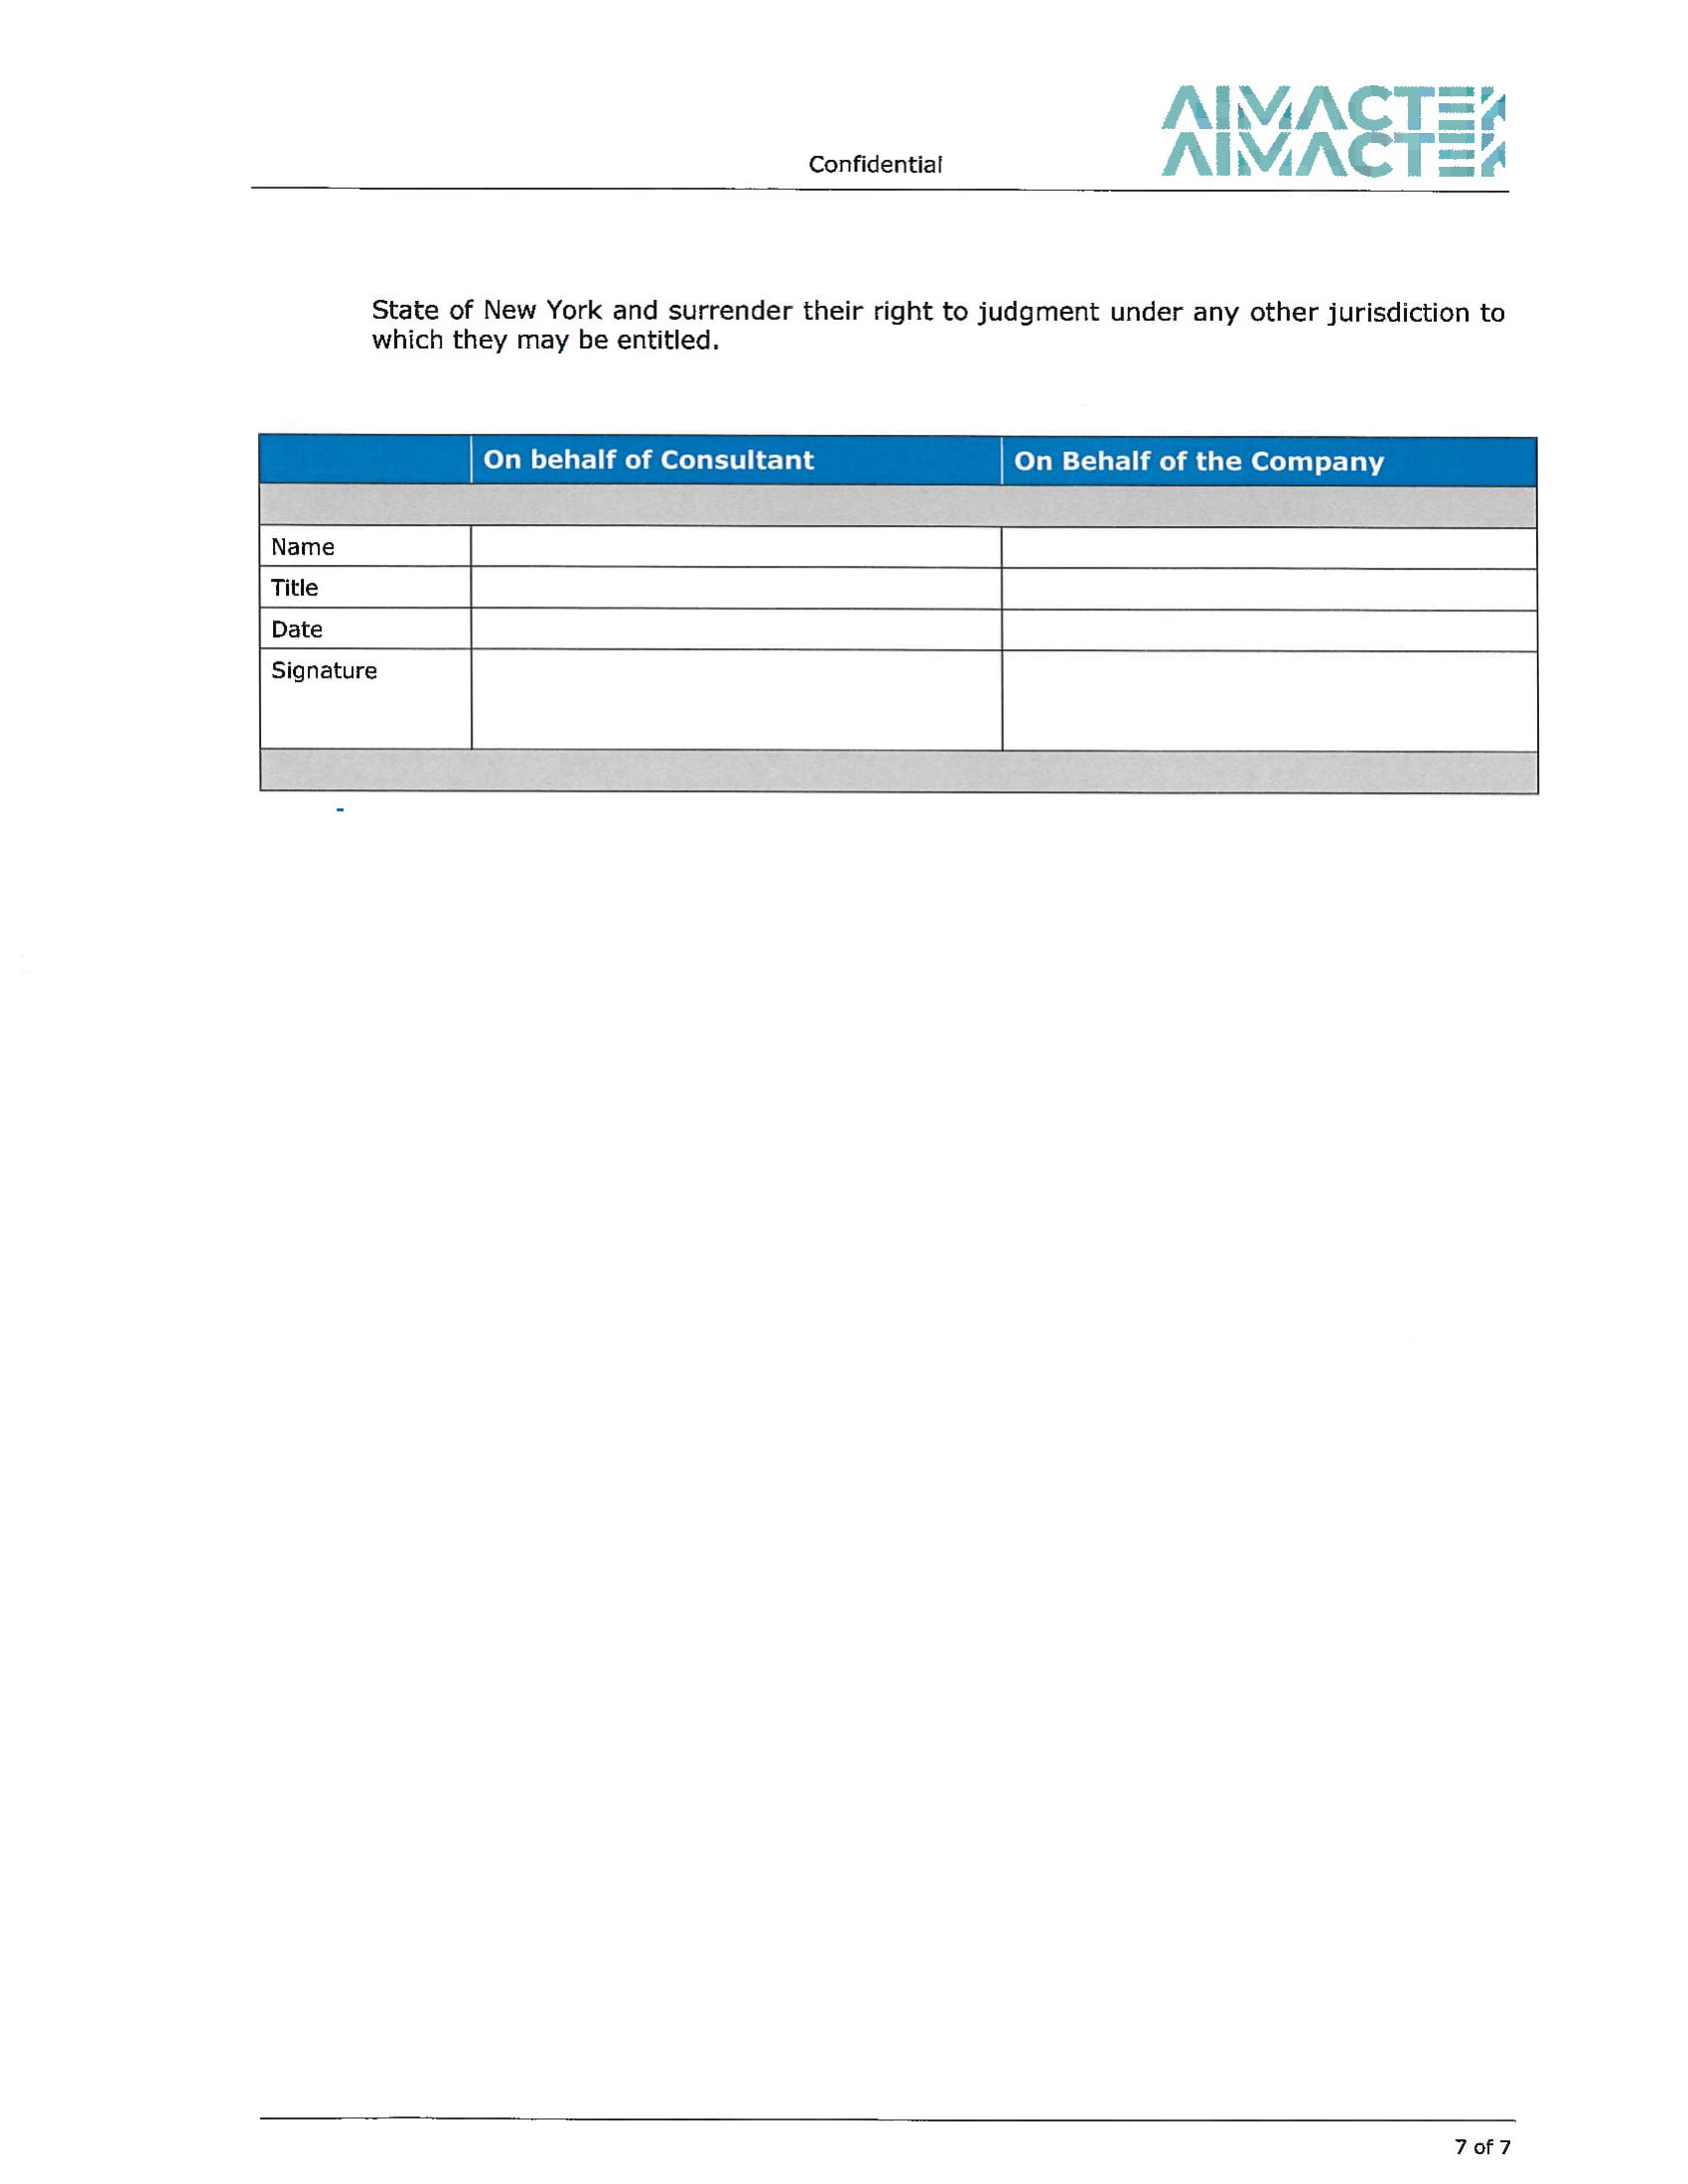 AIMACTEK
AIMACTEK
Confidential
State of New York and surrender their right to judgment under any other jurisdiction to
which they may be entitled.
On behalf of Consultant On Behalf of the Company
Name
Title
Date
Signature
-
7 of 7